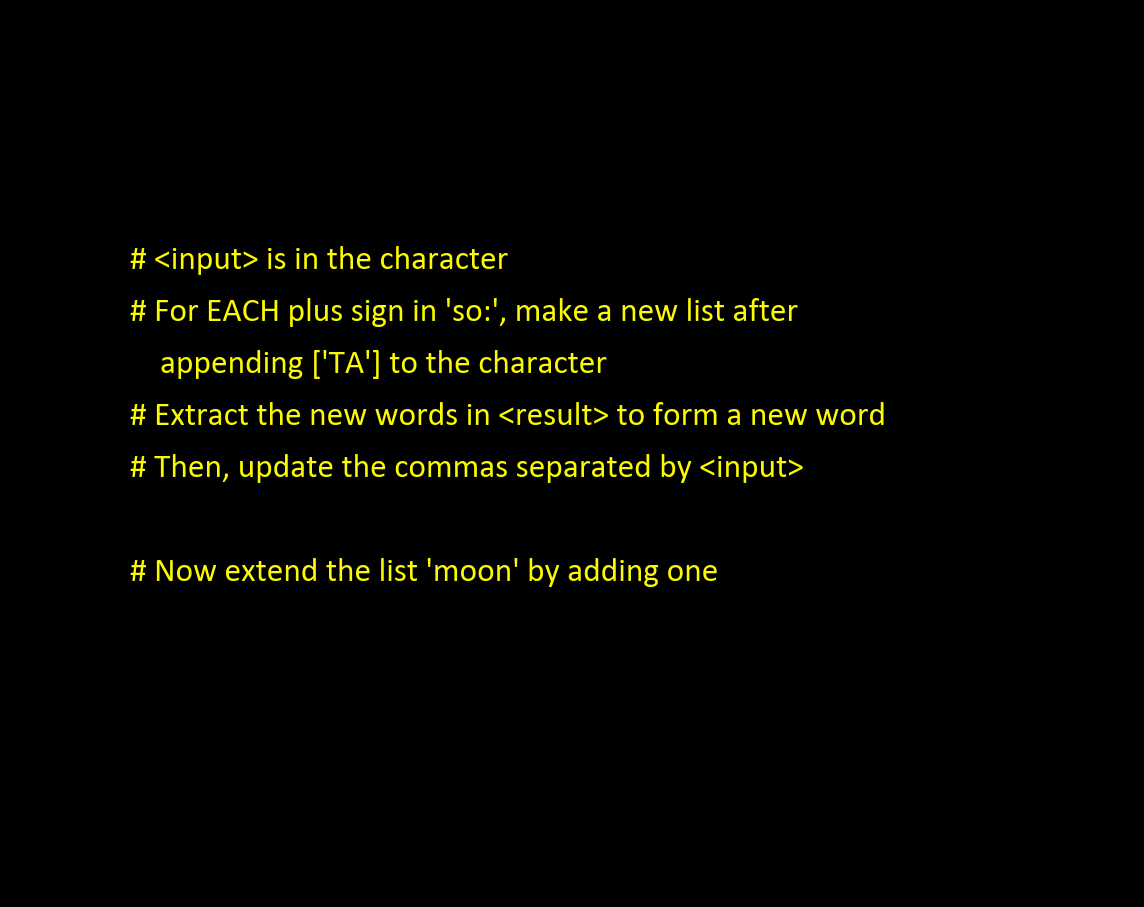 # <input> is in the character
# For EACH plus sign in 'so:', make a new list after
appending ['TA'] to the character
# Extract the new words in <result> to form a new word
# Then, update the commas separated by <input>
# Now extend the list 'moon' by adding one